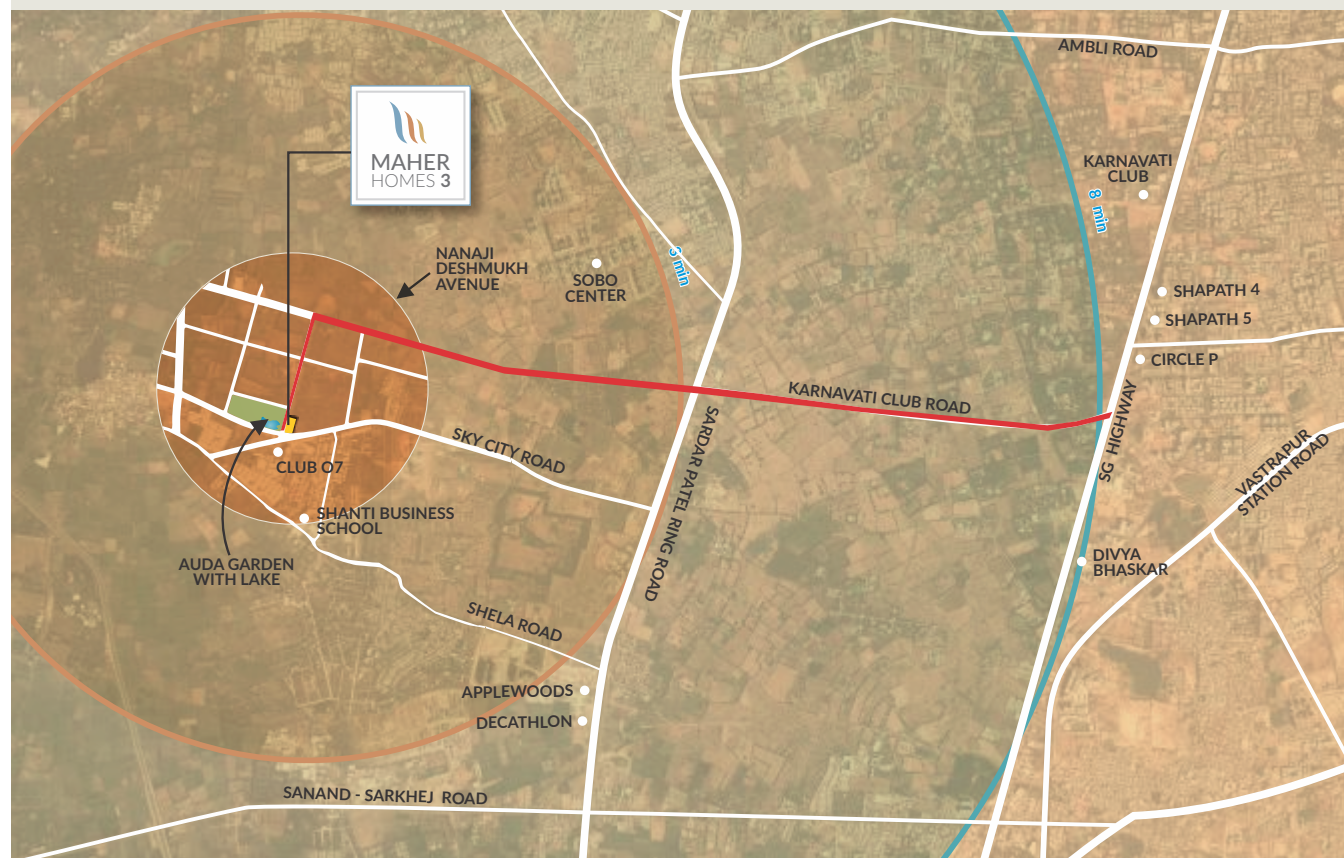 AMBLI ROAD
MAHER
HOMES 3
KARNAVATI
CLUB
8 min
NANAJI
DESHMUKH
AVENUE
3 min
SOBO
CENTER
SHAPATH 4
SHAPATH 5
CIRCLE P
KARNAVATI CLUB ROAD
SG HIGHWAY
SARDAR PATEL RING ROAD
SKY CITY ROAD
VASTRAPUR
STATION ROAD
CLUB O7
SHANTI BUSINESS
SCHOOL
AUDA GARDEN
WITH LAKE
DIVYA
BHASKAR
SHELA ROAD
APPLEWOODS
DECATHLON
SANAND - SARKHEJ ROAD